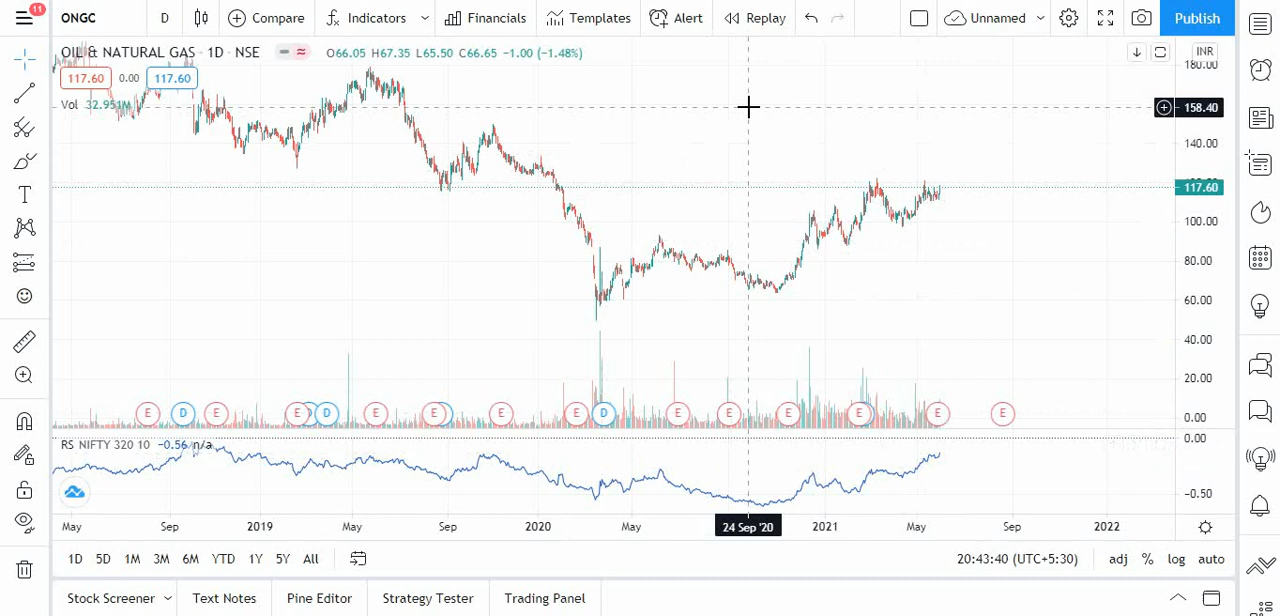 11
ONGC D Compare Indicators Financials Templates Alert Replay Unnamed Publish
OIL & NATURAL GAS · 1D · NSE O66.05 H67.35 L65.50 C66.65 −1.00 (−1.48%) INR
117.60 0.00 117.60
Vol 32.951M
180.00
158.40
140.00
117.60
100.00
80.00
60.00
40.00
20.00
0.00
E D E E D E E E E D E E E E E E
RS NIFTY 320 10 −0.56 n/a
0.00
−0.50
May Sep 2019 May Sep 2020 May 24 Sep '20 2021 May Sep 2022
1D 5D 1M 3M 6M YTD 1Y 5Y All 20:43:40 (UTC+5:30) adj % log auto
Stock Screener Text Notes Pine Editor Strategy Tester Trading Panel